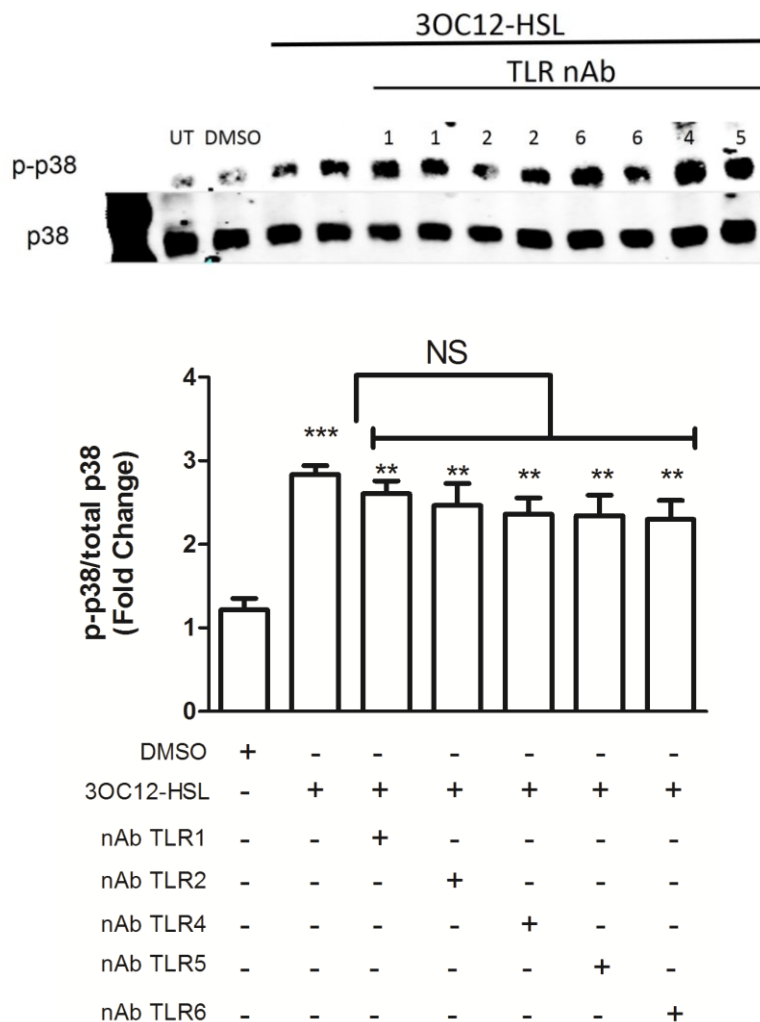 3OC12-HSL
TLR nAb
UT DMSO 1 1 2 2 6 6 4 5
p-p38
p38
NS
4
3
2
1
0
*** ** ** ** ** **
p-p38/total p38
(Fold Change)
DMSO + - - - - - -
3OC12-HSL - + + + + + +
nAb TLR1 - - + - - - -
nAb TLR2 - - - + - - -
nAb TLR4 - - - - + - -
nAb TLR5 - - - - - + -
nAb TLR6 - - - - - - +